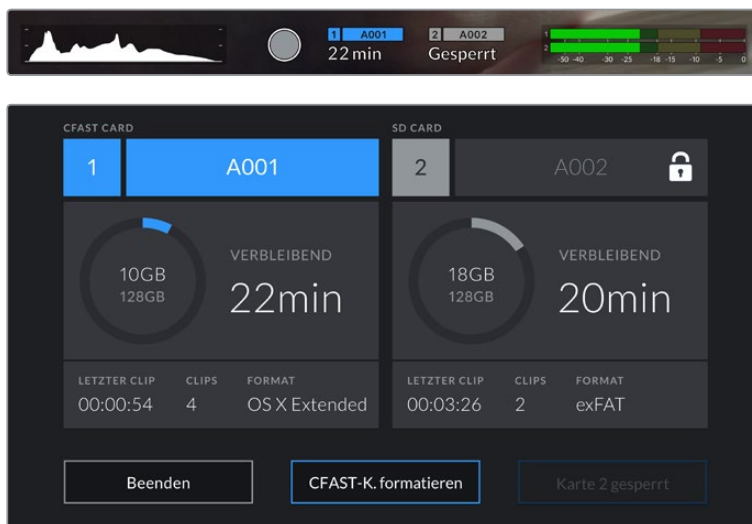 1 A001 2 A002
22 min Gesperrt
1
2
-50 -40 -30 -25 -18 -15 -10 -5 0
CFAST CARD SD CARD
1 A001 2 A002
VERBLEIBEND VERBLEIBEND
10GB 18GB
128GB 22min 128GB 20min
LETZTER CLIP CLIPS FORMAT LETZTER CLIP CLIPS FORMAT
00:00:54 4 OS X Extended 00:03:26 2 exFAT
Beenden CFAST-K. formatieren Karte 2 gesperrt